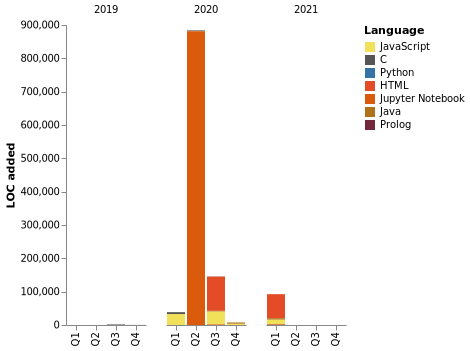 2019 2020 2021
Language
JavaScript
C
Python
HTML
Jupyter Notebook
Java
Prolog
LOC added
900,000
800,000
700,000
600,000
500,000
400,000
300,000
200,000
100,000
0
Q1 Q2 Q3 Q4 Q1 Q2 Q3 Q4 Q1 Q2 Q3 Q4